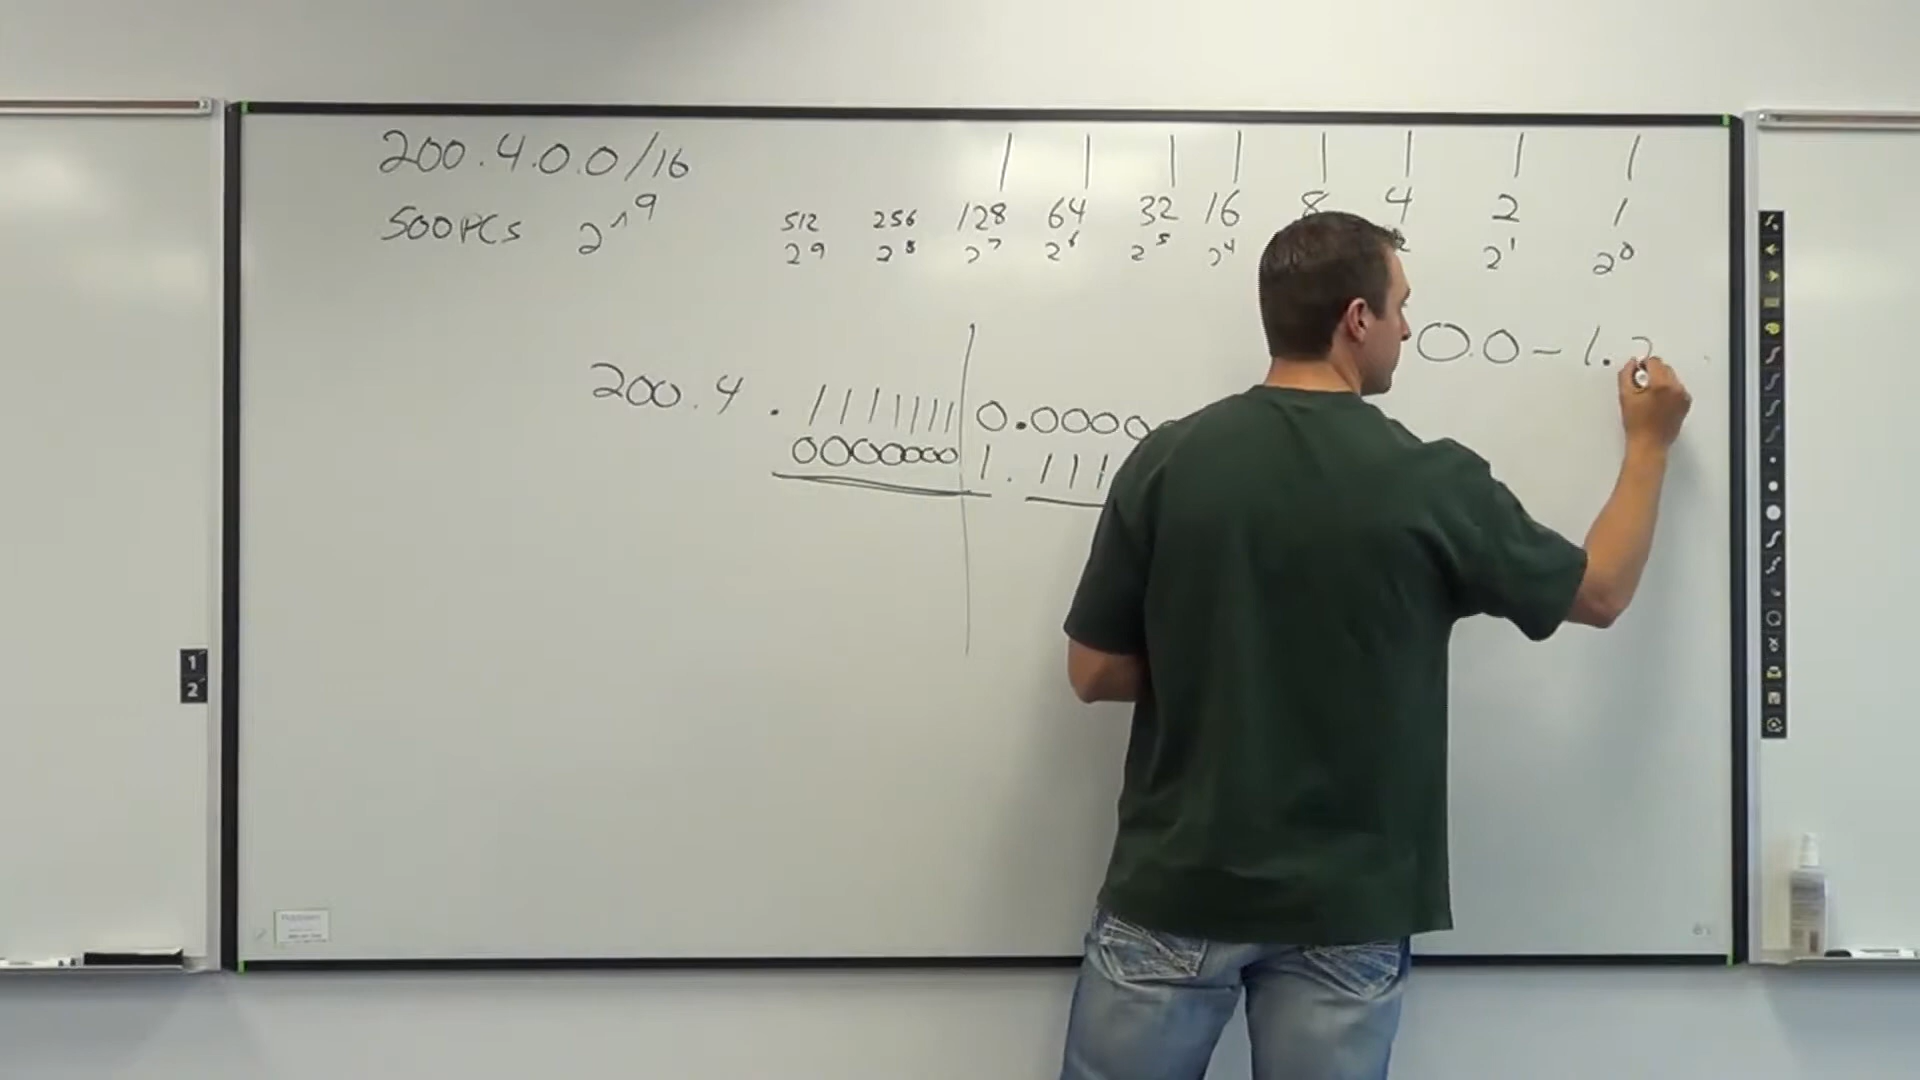 200.4.0.0/16
500PCs 2^9
1 1 1 1 1 1 1 1
512 256 128 64 32 16 8 4 2 1
2⁹ 2⁸ 2⁷ 2⁶ 2⁵ 2⁴ 2¹ 2⁰
0.0 - 1.2
200.4.1111111|0.0000
0000000|1.111
1
2